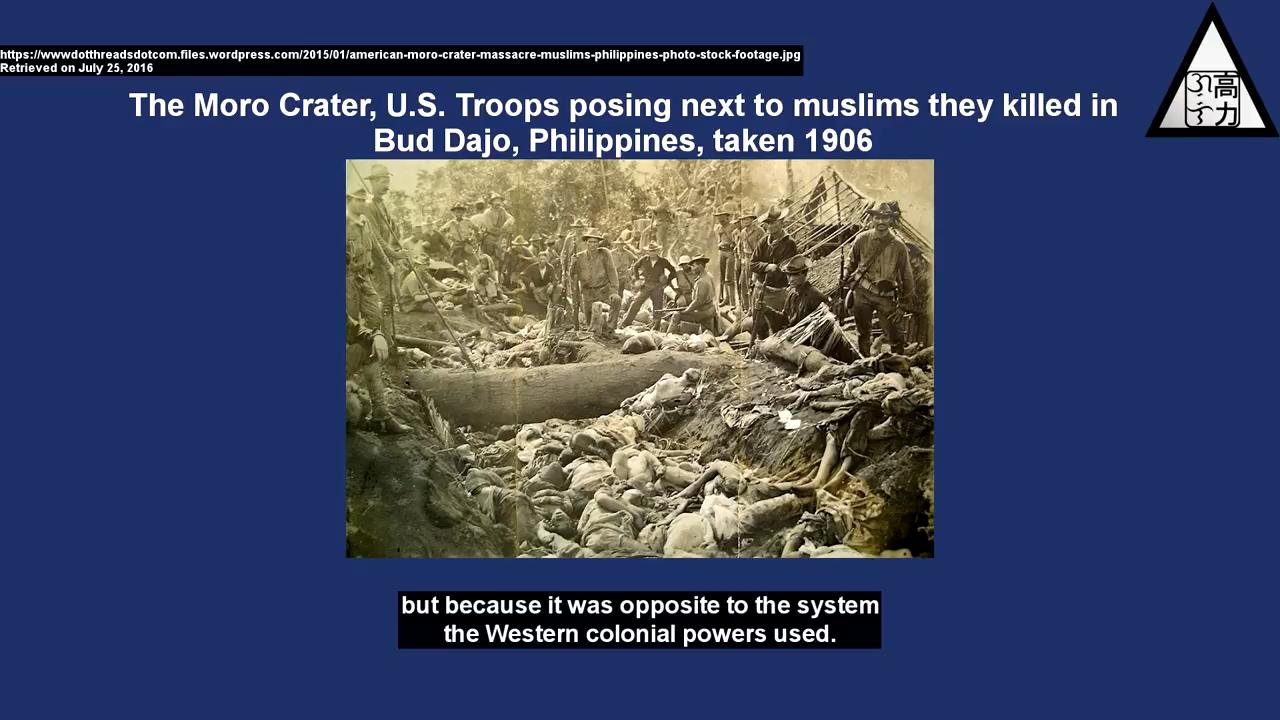 https://wwwdotthreadsdotcom.files.wordpress.com/2015/01/american-moro-crater-massacre-muslims-philippines-photo-stock-footage.jpg
Retrieved on July 25, 2016
The Moro Crater, U.S. Troops posing next to muslims they killed in
Bud Dajo, Philippines, taken 1906
高
力
but because it was opposite to the system
the Western colonial powers used.